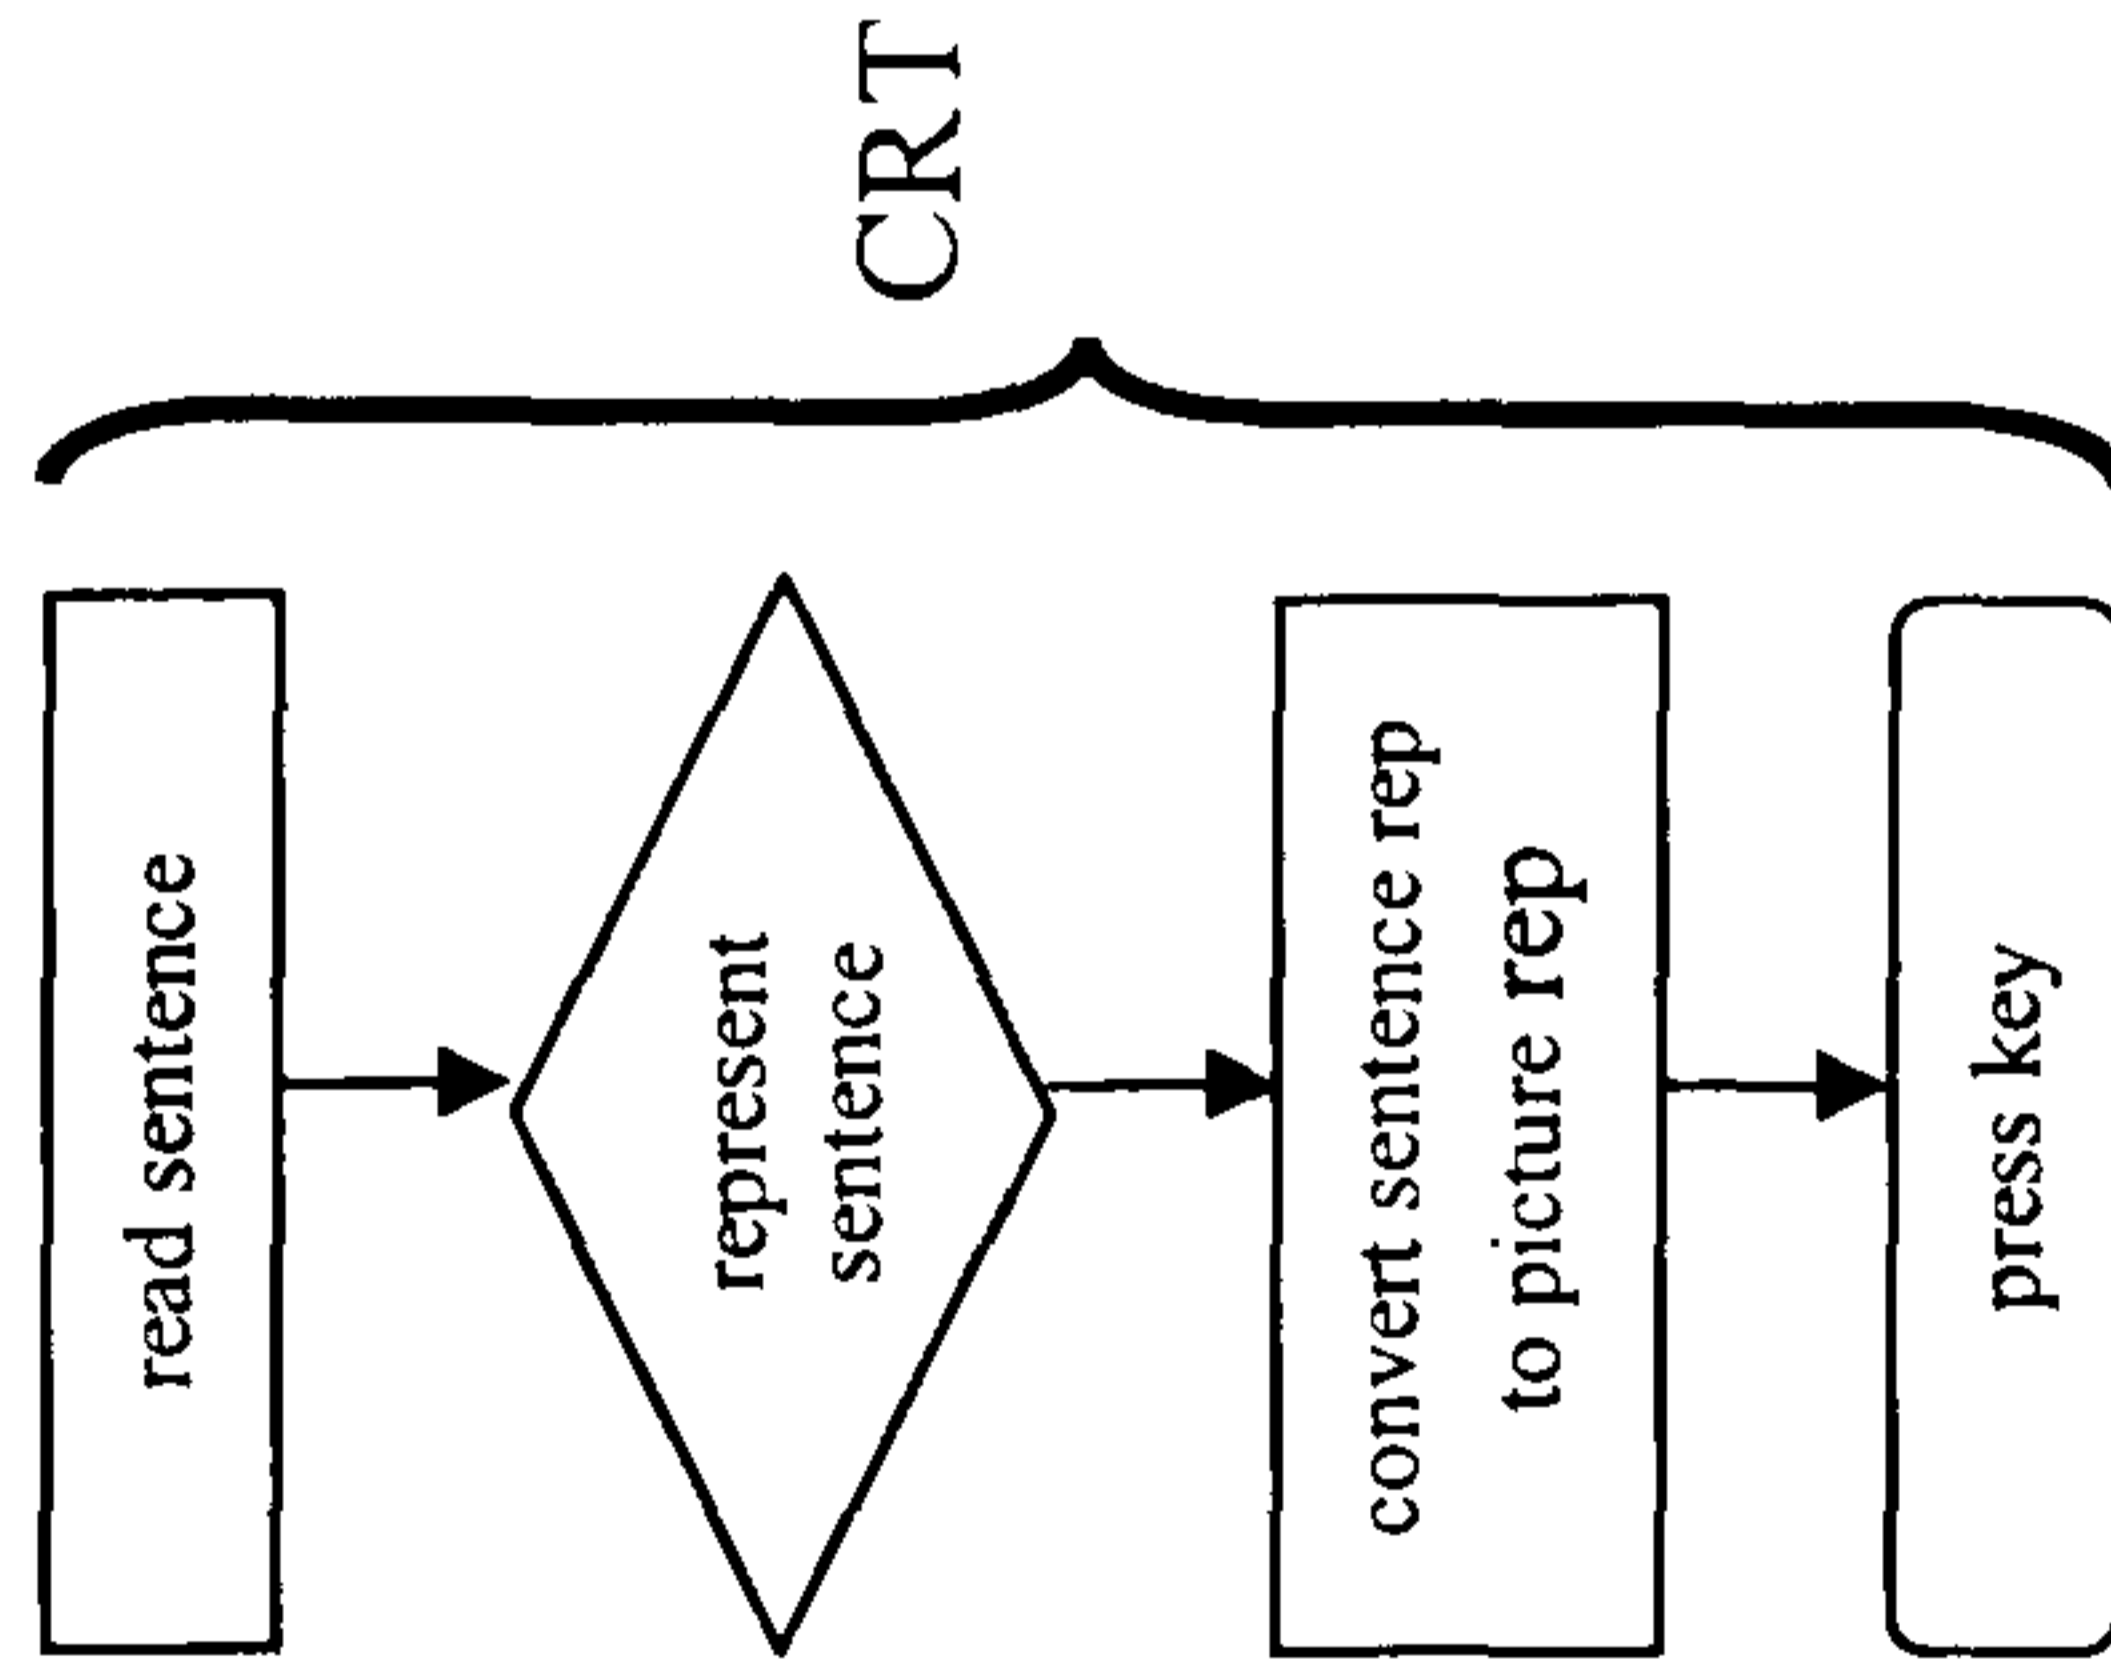 read sentence
represent
sentence
convert sentence rep
to picture rep
press key
CRT